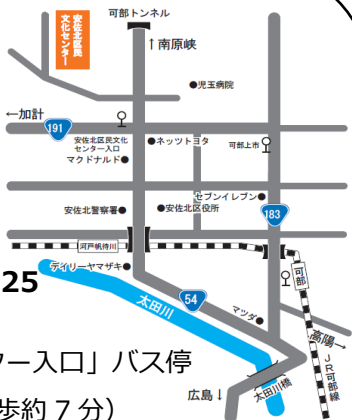 可部トンネル
安佐北区民
文化センター
↑南原峡
●児玉病院
←加計
191
安佐北区民文化
センター入口
●ネッツトヨタ
可部上市
マクドナルド●
セブンイレブン●
安佐北警察署●
●安佐北区役所
183
河戸帆待川
デイリーヤマザキ●
可部
25
太田川
54
マツダ●
高陽→
JR可部線
ター入口」バス停
広島↓
太田川橋
歩約7分）